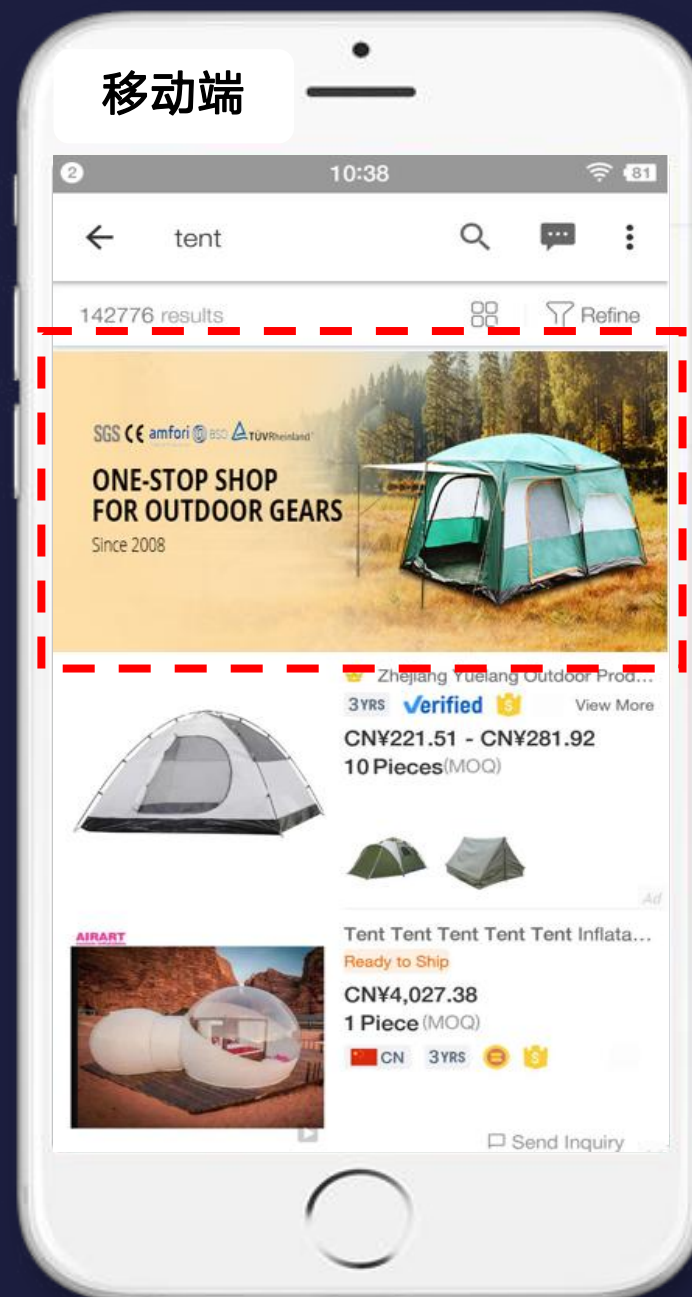 移动端
2 10:38 81
tent
142776 results Refine
SGS CE amfori BSCI TÜVRheinland
ONE-STOP SHOP
FOR OUTDOOR GEARS
Since 2008
Zhejiang Yuelang Outdoor Prod...
3YRS Verified View More
CN¥221.51 - CN¥281.92
10 Pieces(MOQ)
Ad
AIRART
Tent Tent Tent Tent Tent Inflata...
Ready to Ship
CN¥4,027.38
1 Piece (MOQ)
CN 3YRS
Send Inquiry